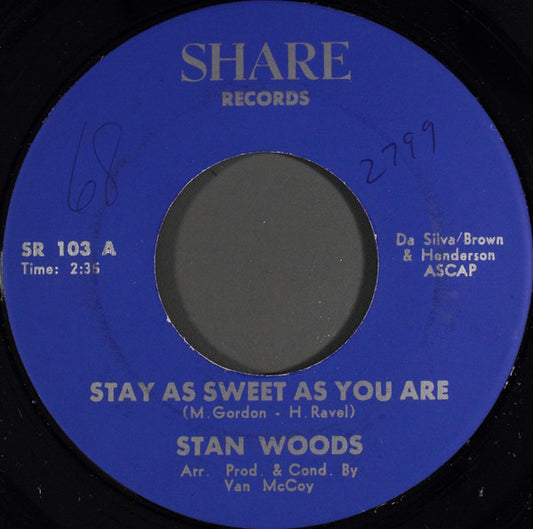 SHARE
RECORDS
68
2799
SR 103 A
Time: 2:35
Da Silva/Brown
& Henderson
ASCAP
STAY AS SWEET AS YOU ARE
(M. Gordon - H. Ravel)
STAN WOODS
Arr. Prod. & Cond. By
Van McCoy